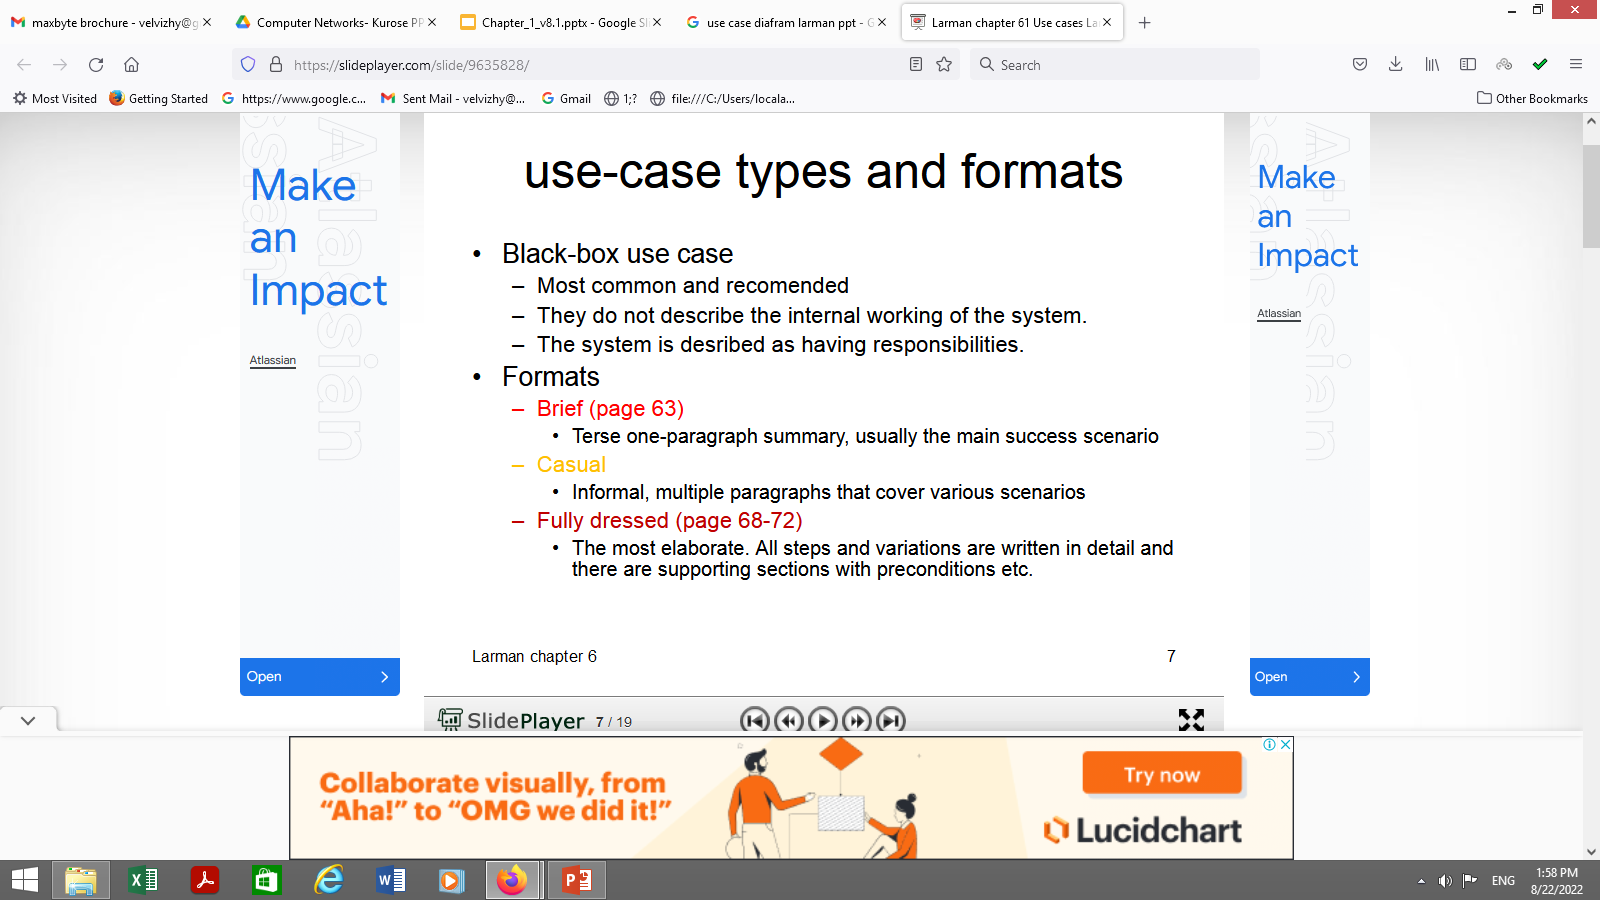 maxbyte brochure - velvizhy@g
Computer Networks- Kurose PP
Chapter_1_v8.1.pptx - Google Sli
use case diafram larman ppt - G
Larman chapter 61 Use cases La
https://slideplayer.com/slide/9635828/
Search
Most Visited
Getting Started
https://www.google.c...
Sent Mail - velvizhy@...
Gmail
1;?
file:///C:/Users/locala...
Other Bookmarks
Atlassian
Make
an
Impact
Atlassian
Open
use-case types and formats
• Black-box use case
– Most common and recomended
– They do not describe the internal working of the system.
– The system is desribed as having responsibilities.
• Formats
– Brief (page 63)
• Terse one-paragraph summary, usually the main success scenario
– Casual
• Informal, multiple paragraphs that cover various scenarios
– Fully dressed (page 68-72)
• The most elaborate. All steps and variations are written in detail and
there are supporting sections with preconditions etc.
Larman chapter 6
7
Atlassian
Make
an
Impact
Atlassian
Open
SlidePlayer
7 / 19
Collaborate visually, from
“Aha!” to “OMG we did it!”
Try now
Lucidchart
ENG
1:58 PM
8/22/2022